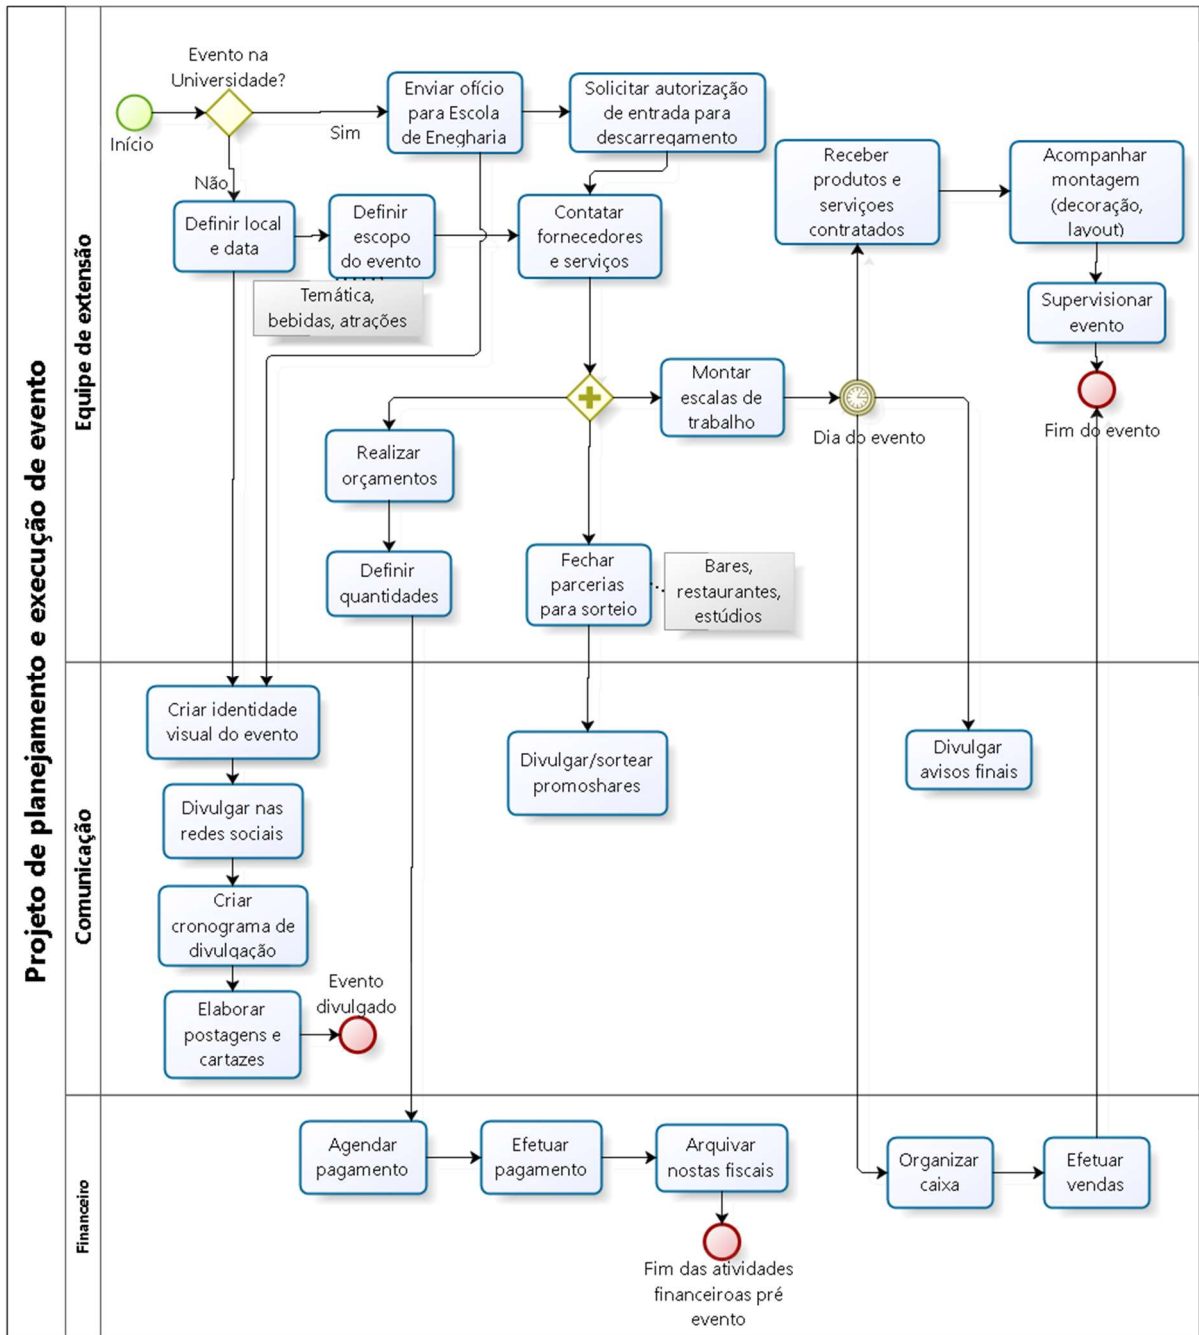 Projeto de planejamento e execução de evento
Equipe de extensão
Evento na
Universidade?
Início
Sim
Não
Enviar ofício
para Escola
de Enegharia
Solicitar autorização
de entrada para
descarregamento
Definir local
e data
Definir
escopo
do evento
Temática,
bebidas, atrações
Contatar
fornecedores
e serviços
Receber
produtos e
serviçoes
contratados
Acompanhar
montagem
(decoração,
layout)
Supervisionar
evento
Fim do evento
Montar
escalas de
trabalho
Dia do evento
Realizar
orçamentos
Definir
quantidades
Fechar
parcerias
para sorteio
Bares,
restaurantes,
estúdios
Comunicação
Criar identidade
visual do evento
Divulgar nas
redes sociais
Criar
cronograma de
divulgação
Elaborar
postagens e
cartazes
Evento
divulgado
Divulgar/sortear
promoshares
Divulgar
avisos finais
Financeiro
Agendar
pagamento
Efetuar
pagamento
Arquivar
nostas fiscais
Fim das atividades
financeiroas pré
evento
Organizar
caixa
Efetuar
vendas